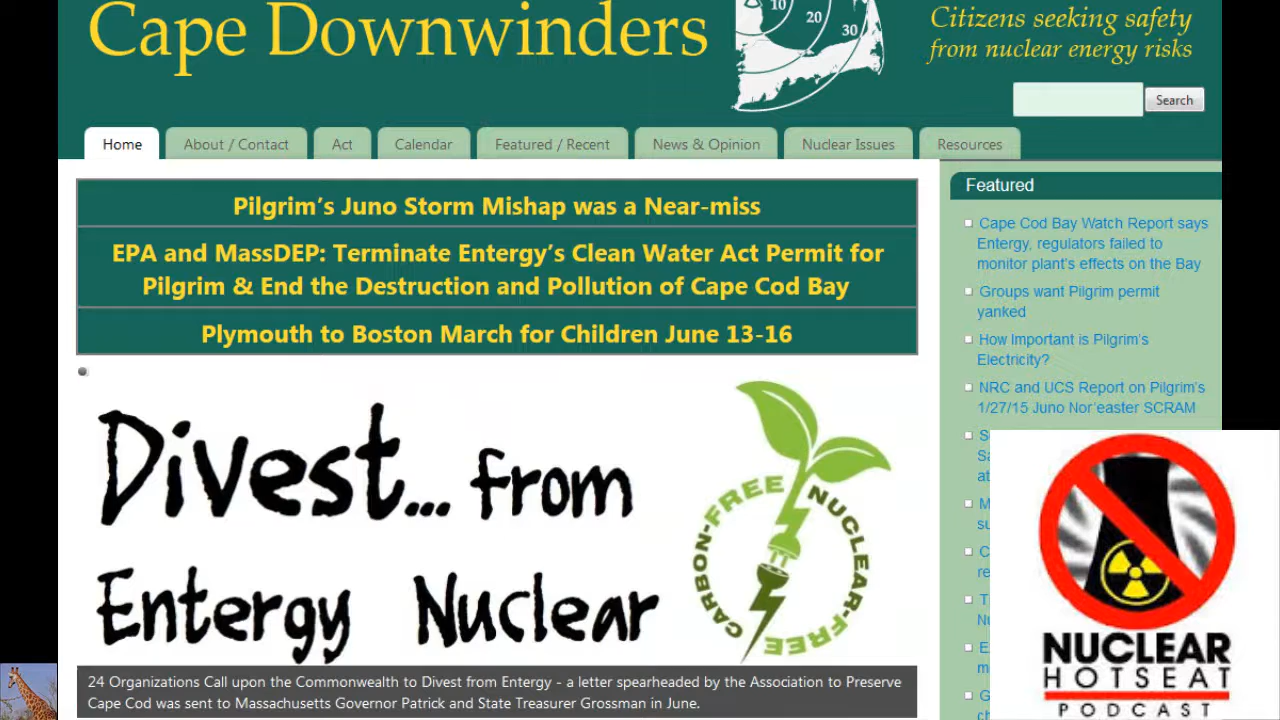 Cape Downwinders
10
20
30
Citizens seeking safety
from nuclear energy risks
Search
Home
About / Contact
Act
Calendar
Featured / Recent
News & Opinion
Nuclear Issues
Resources
Pilgrim's Juno Storm Mishap was a Near-miss
EPA and MassDEP: Terminate Entergy's Clean Water Act Permit for
Pilgrim & End the Destruction and Pollution of Cape Cod Bay
Plymouth to Boston March for Children June 13-16
Divest... from
Entergy Nuclear
CARBON-FREE NUCLEAR-FREE
24 Organizations Call upon the Commonwealth to Divest from Entergy - a letter spearheaded by the Association to Preserve
Cape Cod was sent to Massachusetts Governor Patrick and State Treasurer Grossman in June.
Featured
Cape Cod Bay Watch Report says
Entergy, regulators failed to
monitor plant's effects on the Bay
Groups want Pilgrim permit
yanked
How Important is Pilgrim's
Electricity?
NRC and UCS Report on Pilgrim's
1/27/15 Juno Nor'easter SCRAM
NUCLEAR
HOTSEAT
PODCAST